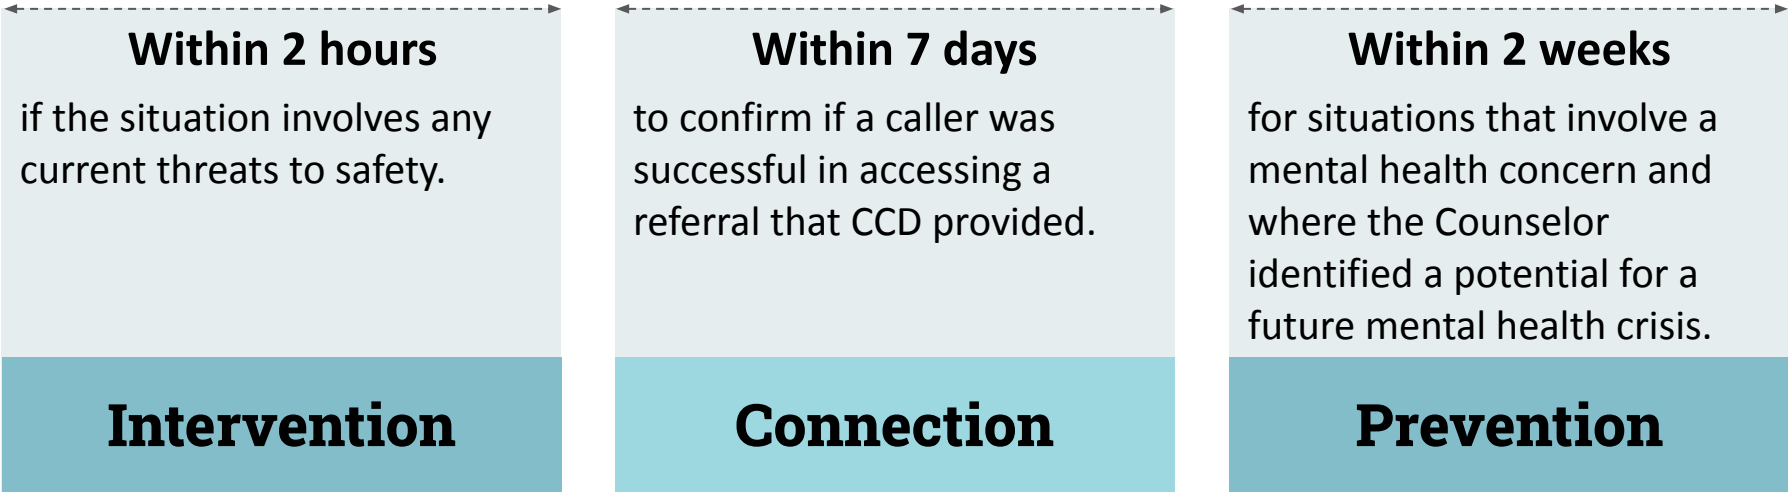 Within 2 hours
if the situation involves any
current threats to safety.
Intervention
Within 7 days
to confirm if a caller was
successful in accessing a
referral that CCD provided.
Connection
Within 2 weeks
for situations that involve a
mental health concern and
where the Counselor
identified a potential for a
future mental health crisis.
Prevention